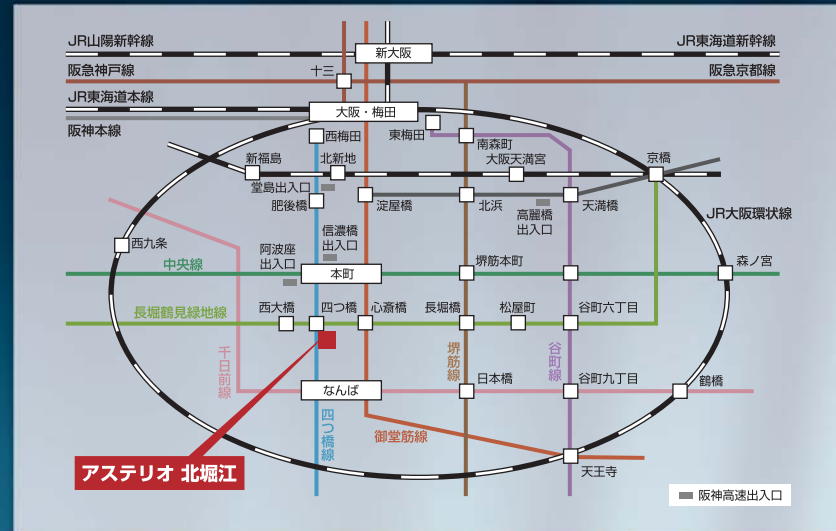 JR山陽新幹線
JR東海道新幹線
新大阪
阪急神戸線
十三
阪急京都線
JR東海道本線
大阪・梅田
阪神本線
西梅田
東梅田
南森町
新福島
北新地
大阪天満宮
京橋
堂島出入口
肥後橋
淀屋橋
北浜
高麗橋
出入口
天満橋
JR大阪環状線
西九条
信濃橋
出入口
阿波座
出入口
中央線
本町
堺筋本町
森ノ宮
長堀鶴見緑地線
西大橋
四つ橋
心斎橋
長堀橋
松屋町
谷町六丁目
千日前線
堺筋線
谷町線
なんば
日本橋
谷町九丁目
鶴橋
四つ橋線
御堂筋線
天王寺
アステリオ 北堀江
阪神高速出入口